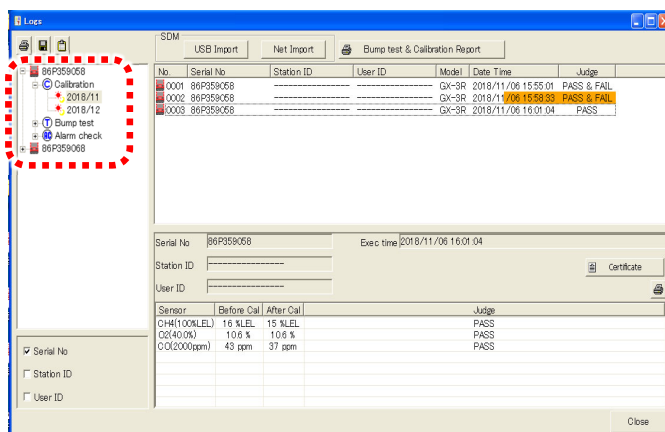 Logs
SDM
USB Import Net Import Bump test & Calibration Report
86P359058
C Calibration
2018/11
2018/12
T Bump test
AC Alarm check
86P359068
No. Serial No Station ID User ID Model Date Time Judge
0001 86P359058 ---------------- ---------------- GX-3R 2018/11/06 15:55:01 PASS & FAIL
0002 86P359058 ---------------- ---------------- GX-3R 2018/11/06 15:58:33 PASS & FAIL
0003 86P359058 ---------------- ---------------- GX-3R 2018/11/06 16:01:04 PASS
Serial No 86P359058 Exec time 2018/11/06 16:01:04
Station ID ---------------- Certificate
User ID ----------------
Sensor Before Cal After Cal Judge
CH4(100%LEL) 16 %LEL 15 %LEL PASS
O2(40.0%) 10.6 % 10.6 % PASS
CO(2000ppm) 43 ppm 37 ppm PASS
Serial No
Station ID
User ID
Close